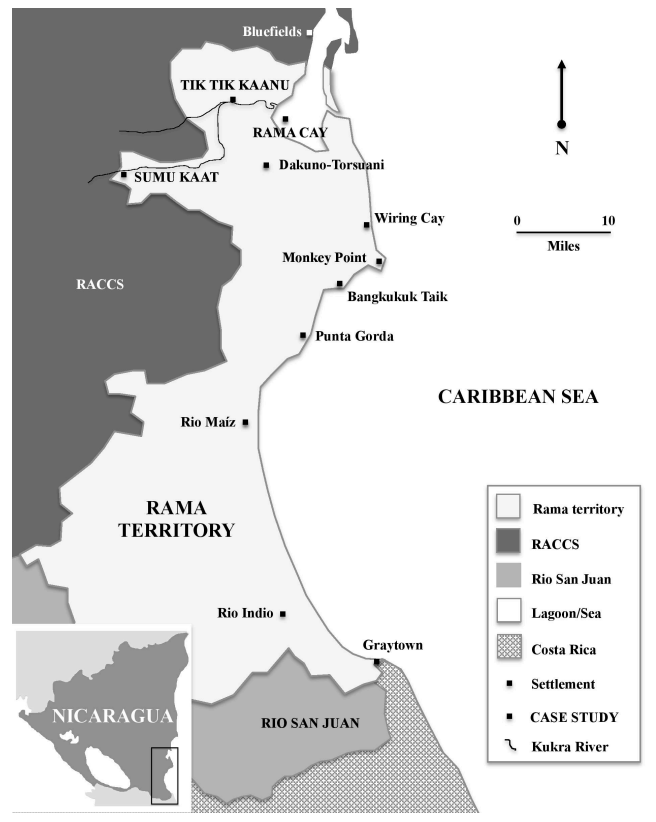 Bluefields
TIK TIK KAANU
RAMA CAY
N
Dakuno-Torsuani
SUMU KAAT
Wiring Cay
0 10
Miles
Monkey Point
RACCS
Bangkukuk Taik
Punta Gorda
CARIBBEAN SEA
Rio Maíz
RAMA
TERRITORY
Rama territory
RACCS
Rio San Juan
Lagoon/Sea
Costa Rica
Settlement
CASE STUDY
Kukra River
Rio Indio
Graytown
NICARAGUA
RIO SAN JUAN